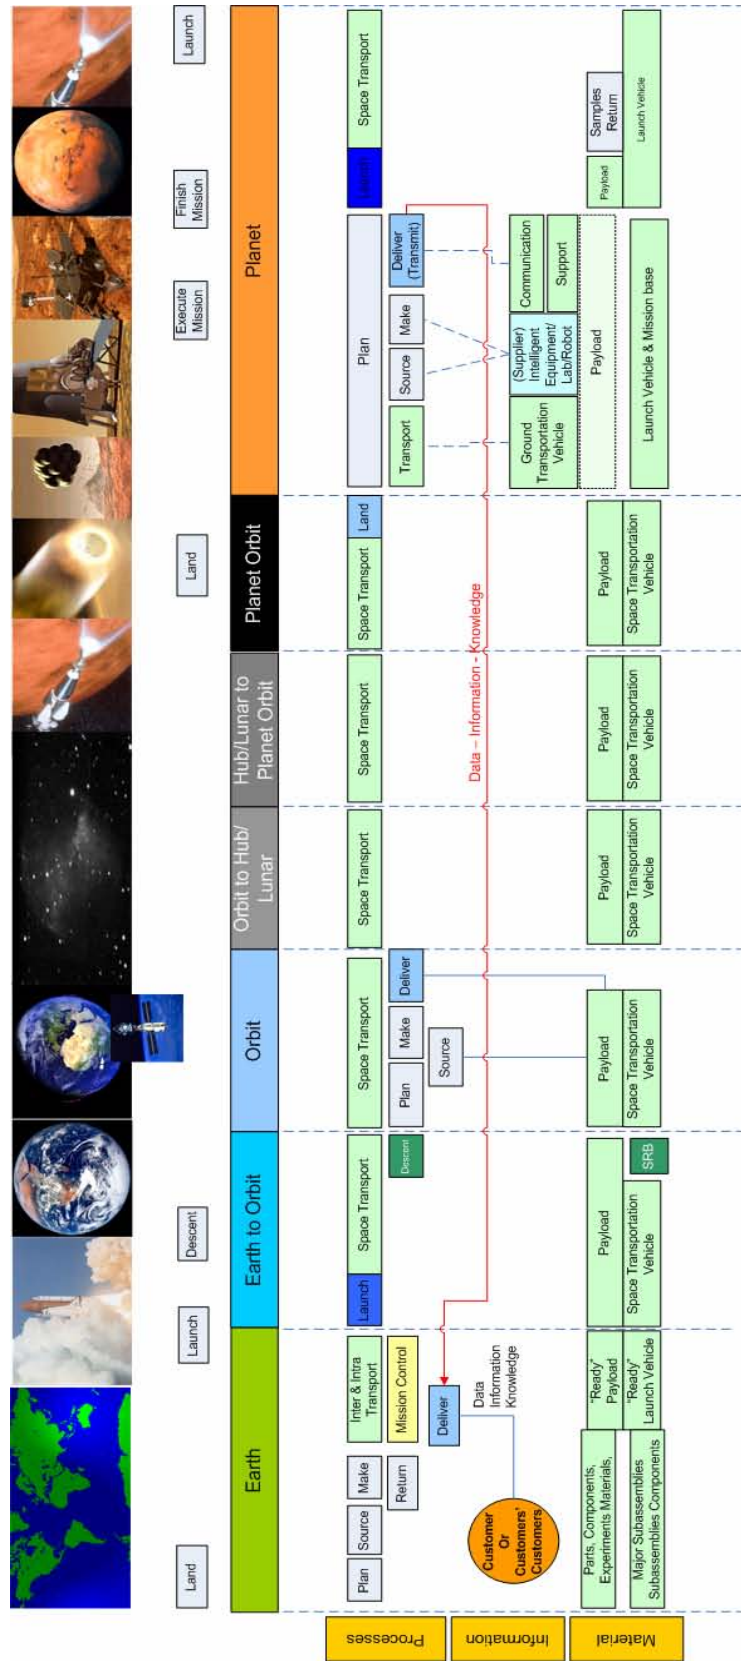 Land
Launch
Descent
Land
Execute
Mission
Finish
Mission
Launch
Earth
Earth to Orbit
Orbit
Orbit to Hub/
Lunar
Hub/Lunar to
Planet Orbit
Planet Orbit
Planet
Processes
Plan
Source
Make
Return
Inter & Intra
Transport
Mission Control
Deliver
Launch
Space Transport
Descent
Space Transport
Plan
Make
Deliver
Source
Space Transport
Space Transport
Space Transport
Land
Plan
Transport
Source
Make
Deliver
(Transmit)
Launch
Space Transport
Information
Customer
Or
Customers'
Customers
Data
Information
Knowledge
Data – Information - Knowledge
Ground
Transportation
Vehicle
(Supplier)
Intelligent
Equipment/
Lab/Robot
Communication
Support
Material
Parts, Components,
Experiments Materials,
Major Subassemblies
Subassemblies Components
"Ready"
Payload
"Ready"
Launch Vehicle
Payload
Space Transportation
Vehicle
SRB
Payload
Space Transportation
Vehicle
Payload
Space Transportation
Vehicle
Payload
Space Transportation
Vehicle
Payload
Space Transportation
Vehicle
Payload
Launch Vehicle & Mission base
Payload
Samples
Return
Launch Vehicle